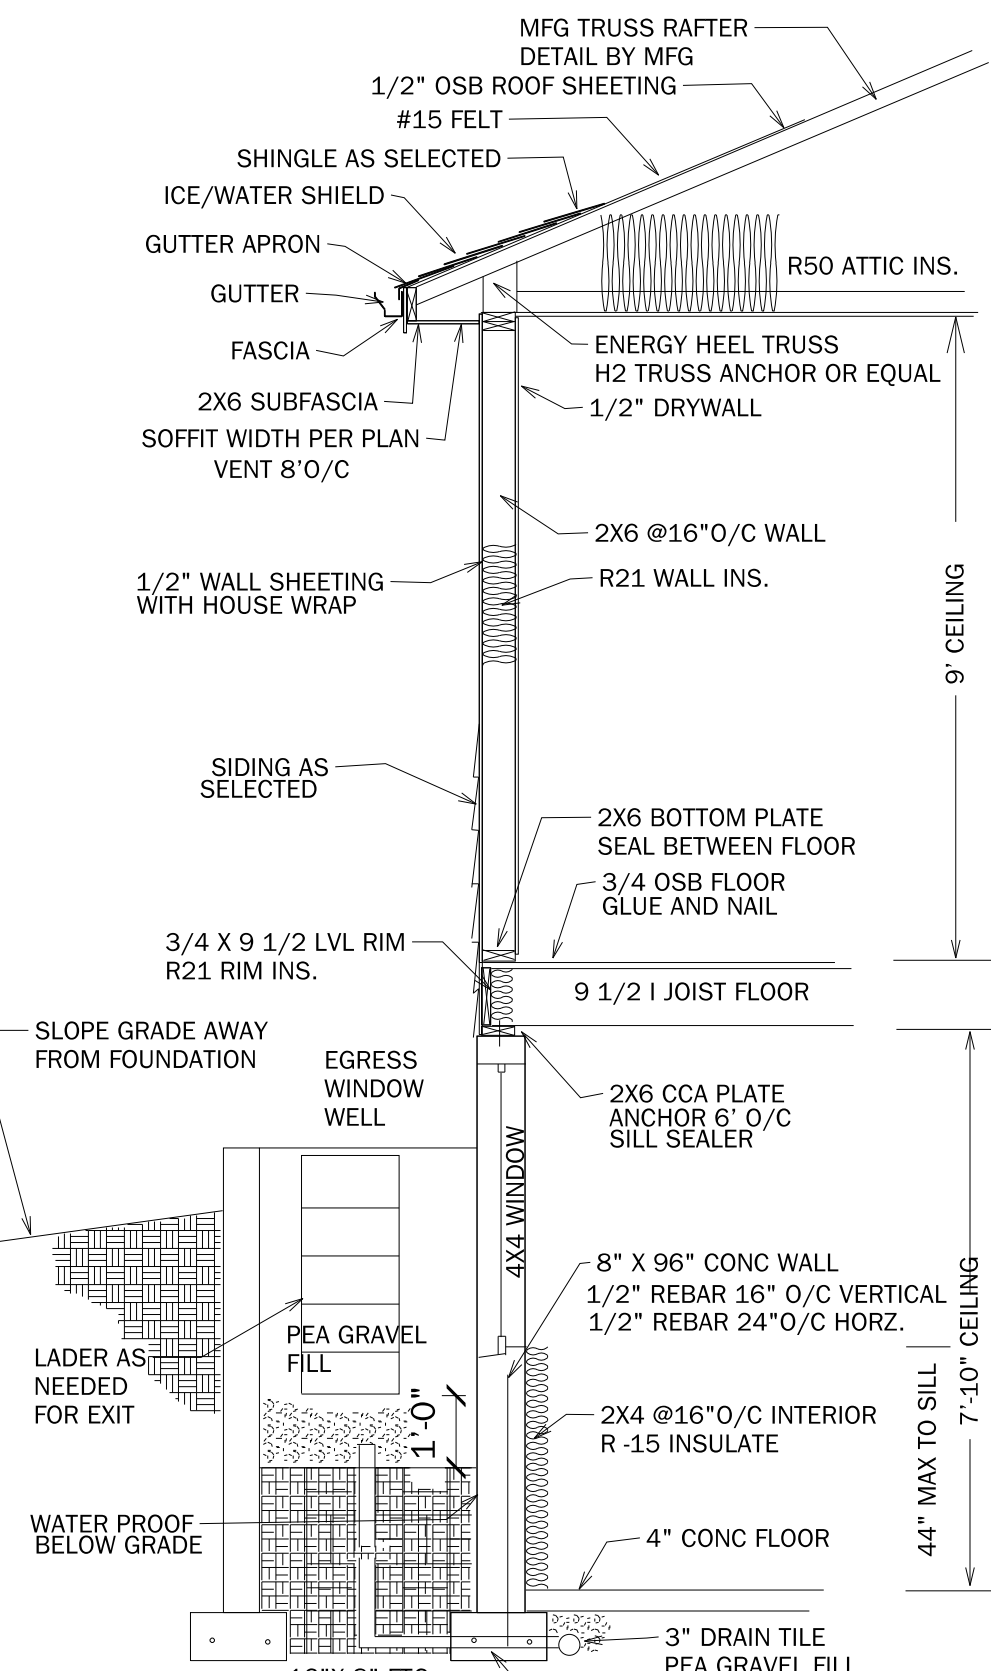 MFG TRUSS RAFTER
DETAIL BY MFG
1/2" OSB ROOF SHEETING
#15 FELT
SHINGLE AS SELECTED
ICE/WATER SHIELD
GUTTER APRON
R50 ATTIC INS.
GUTTER
FASCIA
ENERGY HEEL TRUSS
H2 TRUSS ANCHOR OR EQUAL
2X6 SUBFASCIA
1/2" DRYWALL
SOFFIT WIDTH PER PLAN
VENT 8'O/C
2X6 @16"O/C WALL
1/2" WALL SHEETING
WITH HOUSE WRAP
R21 WALL INS.
9' CEILING
SIDING AS
SELECTED
2X6 BOTTOM PLATE
SEAL BETWEEN FLOOR
3/4 OSB FLOOR
GLUE AND NAIL
3/4 X 9 1/2 LVL RIM
R21 RIM INS.
9 1/2 I JOIST FLOOR
SLOPE GRADE AWAY
FROM FOUNDATION
EGRESS
WINDOW
WELL
2X6 CCA PLATE
ANCHOR 6' O/C
SILL SEALER
4X4 WINDOW
8" X 96" CONC WALL
1/2" REBAR 16" O/C VERTICAL
1/2" REBAR 24"O/C HORZ.
7'-10" CEILING
PEA GRAVEL
FILL
LADER AS
NEEDED
FOR EXIT
1'-0"
2X4 @16"O/C INTERIOR
R -15 INSULATE
44" MAX TO SILL
WATER PROOF
BELOW GRADE
4" CONC FLOOR
3" DRAIN TILE
PEA GRAVEL FILL